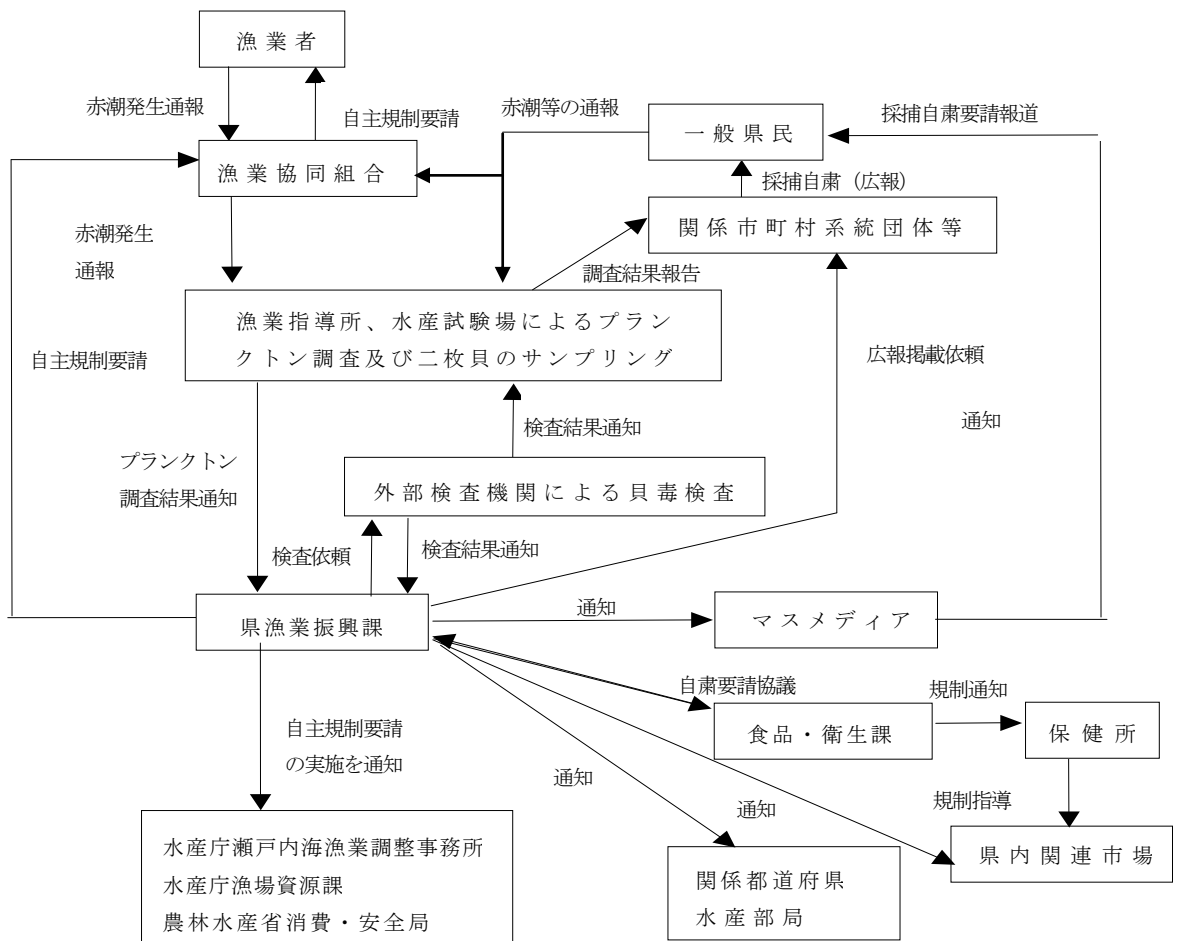 漁業者
赤潮発生通報
自主規制要請
赤潮等の通報
一般県民
採捕自粛要請報道
漁業協同組合
採捕自粛（広報）
関係市町村系統団体等
赤潮発生
通報
調査結果報告
漁業指導所、水産試験場によるプラン
クトン調査及び二枚貝のサンプリング
自主規制要請
広報掲載依頼
通知
検査結果通知
プランクトン
調査結果通知
外部検査機関による貝毒検査
検査依頼
検査結果通知
県漁業振興課
通知
マスメディア
自粛要請協議
規制通知
食品・衛生課
保健所
自主規制要請
の実施を通知
通知
通知
規制指導
水産庁瀬戸内海漁業調整事務所
水産庁漁場資源課
農林水産省消費・安全局
関係都道府県
水産部局
県内関連市場